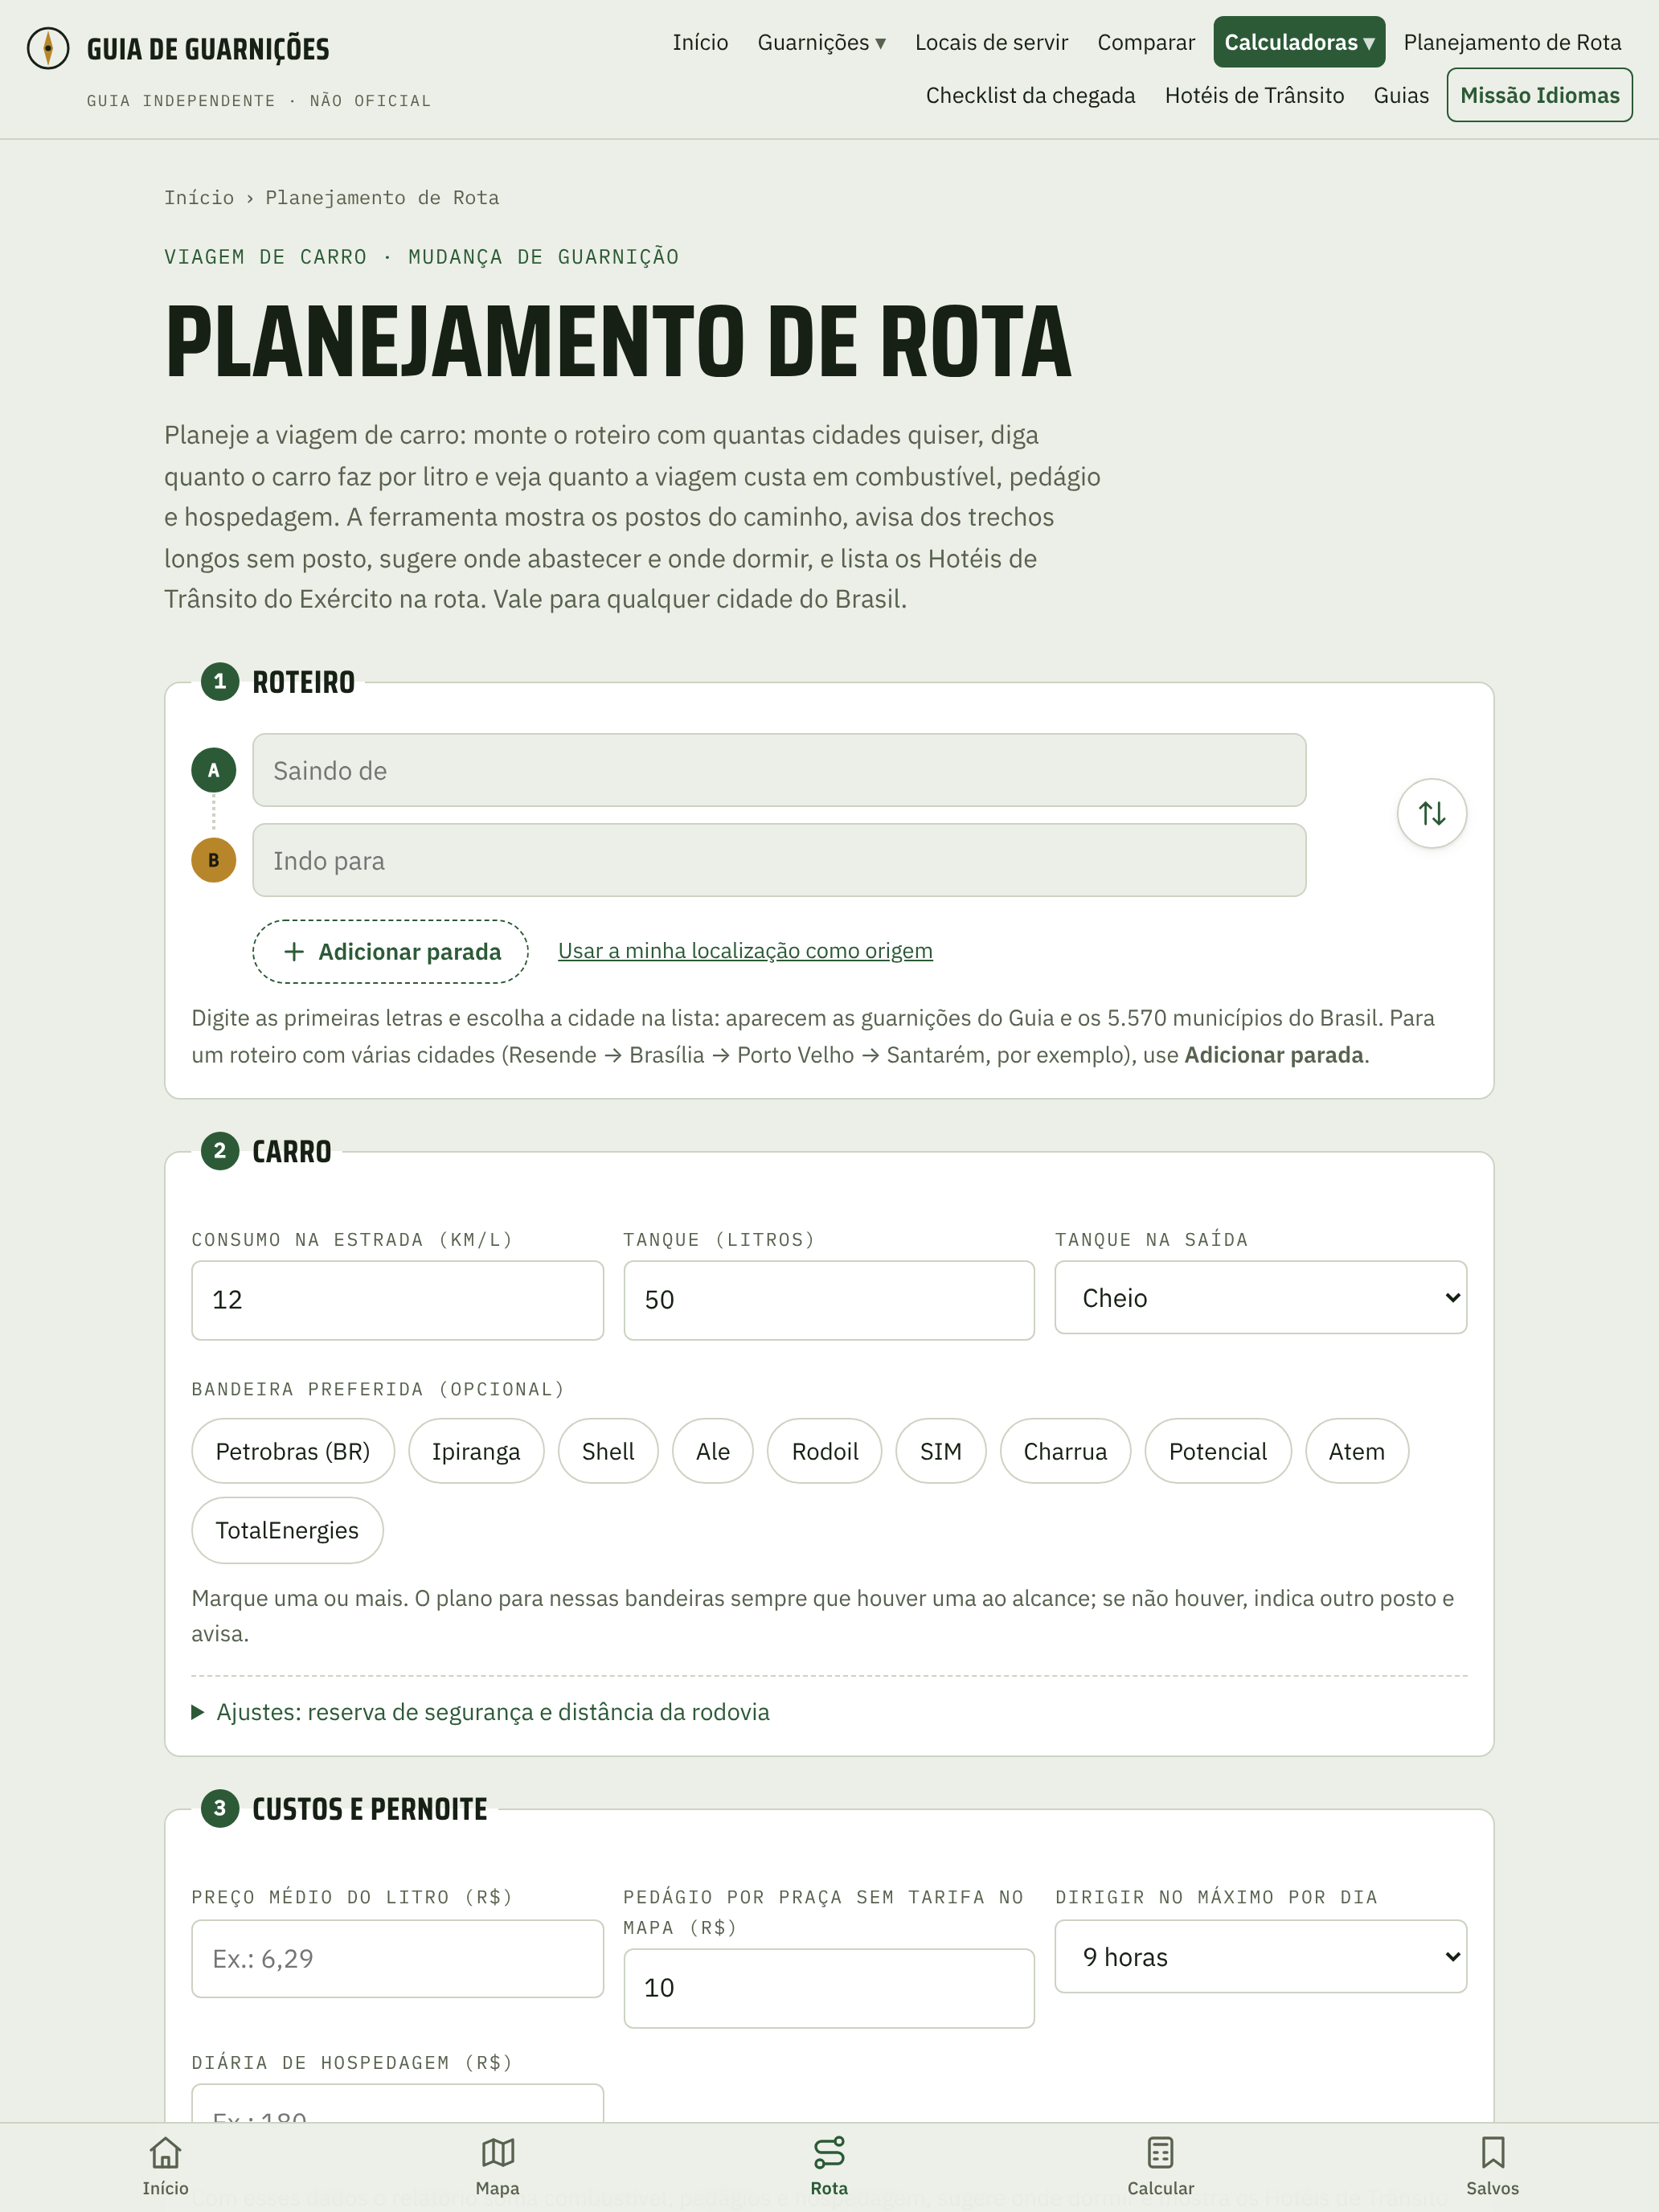 GUIA DE GUARNIÇÕES
GUIA INDEPENDENTE · NÃO OFICIAL
Início Guarnições ▾ Locais de servir Comparar Calculadoras ▾ Planejamento de Rota
Checklist da chegada Hotéis de Trânsito Guias Missão Idiomas
Início › Planejamento de Rota
VIAGEM DE CARRO · MUDANÇA DE GUARNIÇÃO
PLANEJAMENTO DE ROTA
Planeje a viagem de carro: monte o roteiro com quantas cidades quiser, diga
quanto o carro faz por litro e veja quanto a viagem custa em combustível, pedágio
e hospedagem. A ferramenta mostra os postos do caminho, avisa dos trechos
longos sem posto, sugere onde abastecer e onde dormir, e lista os Hotéis de
Trânsito do Exército na rota. Vale para qualquer cidade do Brasil.
1 ROTEIRO
A Saindo de
B Indo para
+ Adicionar parada Usar a minha localização como origem
Digite as primeiras letras e escolha a cidade na lista: aparecem as guarnições do Guia e os 5.570 municípios do Brasil. Para
um roteiro com várias cidades (Resende → Brasília → Porto Velho → Santarém, por exemplo), use Adicionar parada.
2 CARRO
CONSUMO NA ESTRADA (KM/L) TANQUE (LITROS) TANQUE NA SAÍDA
12 50 Cheio
BANDEIRA PREFERIDA (OPCIONAL)
Petrobras (BR) Ipiranga Shell Ale Rodoil SIM Charrua Potencial Atem
TotalEnergies
Marque uma ou mais. O plano para nessas bandeiras sempre que houver uma ao alcance; se não houver, indica outro posto e
avisa.
▶ Ajustes: reserva de segurança e distância da rodovia
3 CUSTOS E PERNOITE
PREÇO MÉDIO DO LITRO (R$) PEDÁGIO POR PRAÇA SEM TARIFA NO DIRIGIR NO MÁXIMO POR DIA
MAPA (R$)
Ex.: 6,29 10 9 horas
DIÁRIA DE HOSPEDAGEM (R$)
Ex.: 180
Início Mapa Rota Calcular Salvos